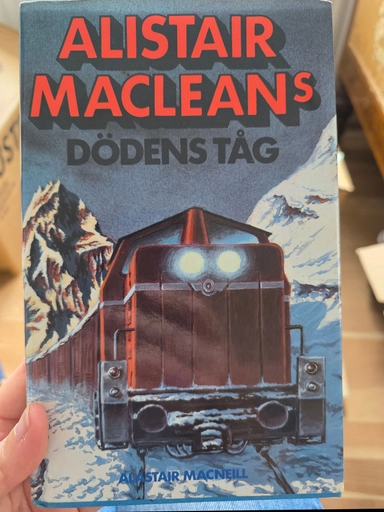 ALISTAIR
MACLEANS
DÖDENS TÅG
ALASTAIR MACNEILL